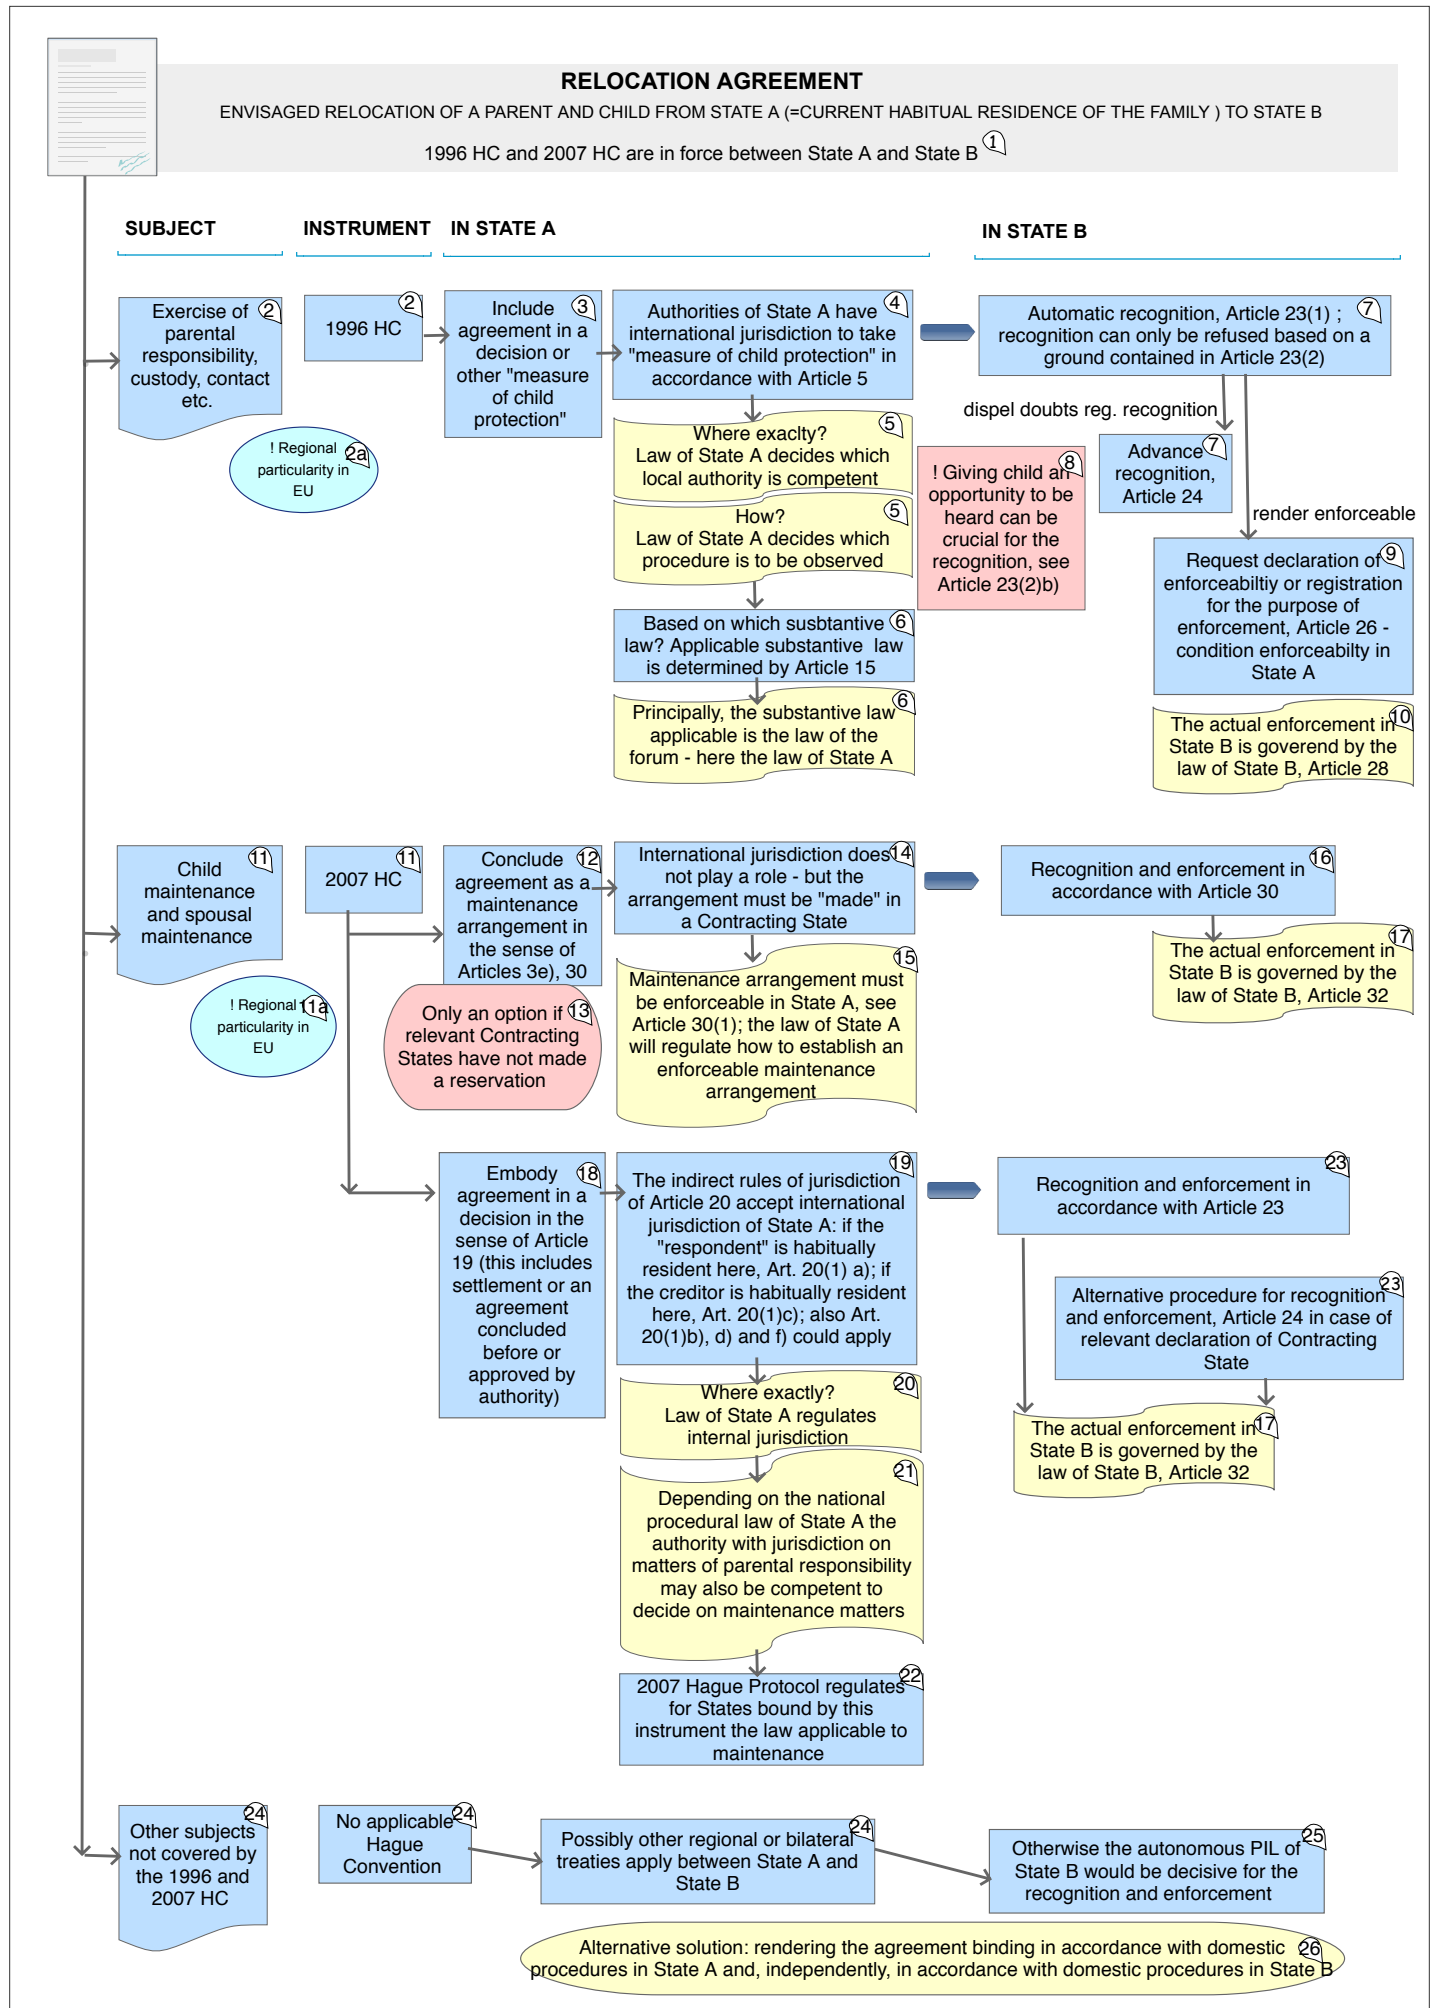 RELOCATION AGREEMENT
ENVISAGED RELOCATION OF A PARENT AND CHILD FROM STATE A (=CURRENT HABITUAL RESIDENCE OF THE FAMILY ) TO STATE B
1996 HC and 2007 HC are in force between State A and State B 1
SUBJECT
INSTRUMENT
IN STATE A
IN STATE B
2
Exercise of
parental
responsibility,
custody, contact
etc.
! Regional
particularity in
EU
2a
2
1996 HC
3
Include
agreement in a
decision or
other "measure
of child
protection"
4
Authorities of State A have
international jurisdiction to take
"measure of child protection" in
accordance with Article 5
5
Where exaclty?
Law of State A decides which
local authority is competent
5
How?
Law of State A decides which
procedure is to be observed
6
Based on which susbtantive
law? Applicable substantive law
is determined by Article 15
6
Principally, the substantive law
applicable is the law of the
forum - here the law of State A
7
Automatic recognition, Article 23(1) ;
recognition can only be refused based on a
ground contained in Article 23(2)
dispel doubts reg. recognition
7
Advance
recognition,
Article 24
8
! Giving child an
opportunity to be
heard can be
crucial for the
recognition, see
Article 23(2)b)
render enforceable
9
Request declaration of
enforceabiltiy or registration
for the purpose of
enforcement, Article 26 -
condition enforceabilty in
State A
10
The actual enforcement in
State B is goverend by the
law of State B, Article 28
11
Child
maintenance
and spousal
maintenance
! Regional
particularity in
EU
11a
11
2007 HC
12
Conclude
agreement as a
maintenance
arrangement in
the sense of
Articles 3e), 30
13
Only an option if
relevant Contracting
States have not made
a reservation
14
International jurisdiction does
not play a role - but the
arrangement must be "made" in
a Contracting State
15
Maintenance arrangement must
be enforceable in State A, see
Article 30(1); the law of State A
will regulate how to establish an
enforceable maintenance
arrangement
16
Recognition and enforcement in
accordance with Article 30
17
The actual enforcement in
State B is governed by the
law of State B, Article 32
18
Embody
agreement in a
decision in the
sense of Article
19 (this includes
settlement or an
agreement
concluded
before or
approved by
authority)
19
The indirect rules of jurisdiction
of Article 20 accept international
jurisdiction of State A: if the
"respondent" is habitually
resident here, Art. 20(1) a); if
the creditor is habitually resident
here, Art. 20(1)c); also Art.
20(1)b), d) and f) could apply
20
Where exactly?
Law of State A regulates
internal jurisdiction
21
Depending on the national
procedural law of State A the
authority with jurisdiction on
matters of parental responsibility
may also be competent to
decide on maintenance matters
22
2007 Hague Protocol regulates
for States bound by this
instrument the law applicable to
maintenance
23
Recognition and enforcement in
accordance with Article 23
23
Alternative procedure for recognition
and enforcement, Article 24 in case of
relevant declaration of Contracting
State
17
The actual enforcement in
State B is governed by the
law of State B, Article 32
24
Other subjects
not covered by
the 1996 and
2007 HC
24
No applicable
Hague
Convention
24
Possibly other regional or bilateral
treaties apply between State A and
State B
25
Otherwise the autonomous PIL of
State B would be decisive for the
recognition and enforcement
26
Alternative solution: rendering the agreement binding in accordance with domestic
procedures in State A and, independently, in accordance with domestic procedures in State B